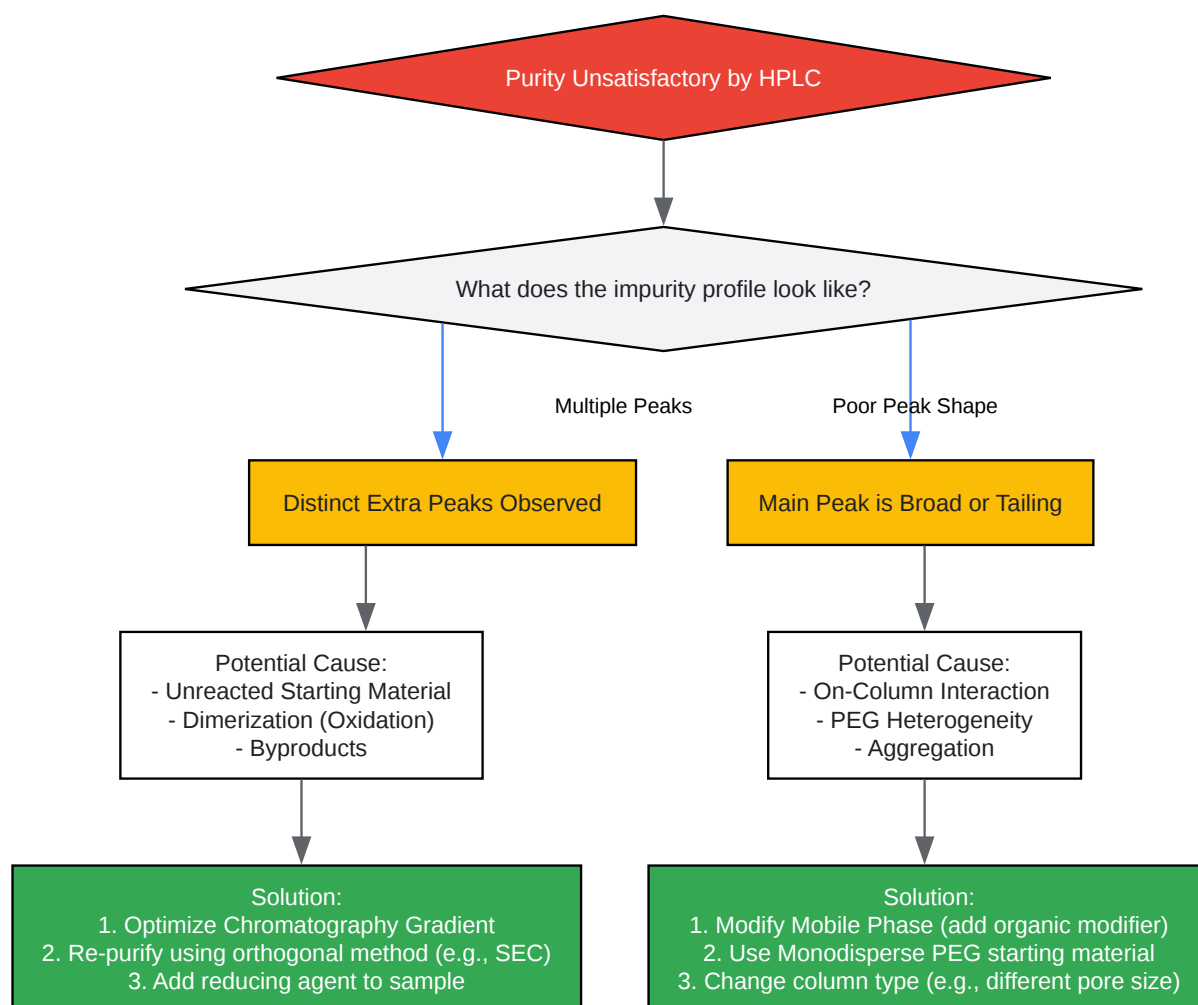 Purity Unsatisfactory by HPLC
What does the impurity profile look like?
Multiple Peaks
Poor Peak Shape
Distinct Extra Peaks Observed
Main Peak is Broad or Tailing
Potential Cause:
- Unreacted Starting Material
- Dimerization (Oxidation)
- Byproducts
Potential Cause:
- On-Column Interaction
- PEG Heterogeneity
- Aggregation
Solution:
1. Optimize Chromatography Gradient
2. Re-purify using orthogonal method (e.g., SEC)
3. Add reducing agent to sample
Solution:
1. Modify Mobile Phase (add organic modifier)
2. Use Monodisperse PEG starting material
3. Change column type (e.g., different pore size)